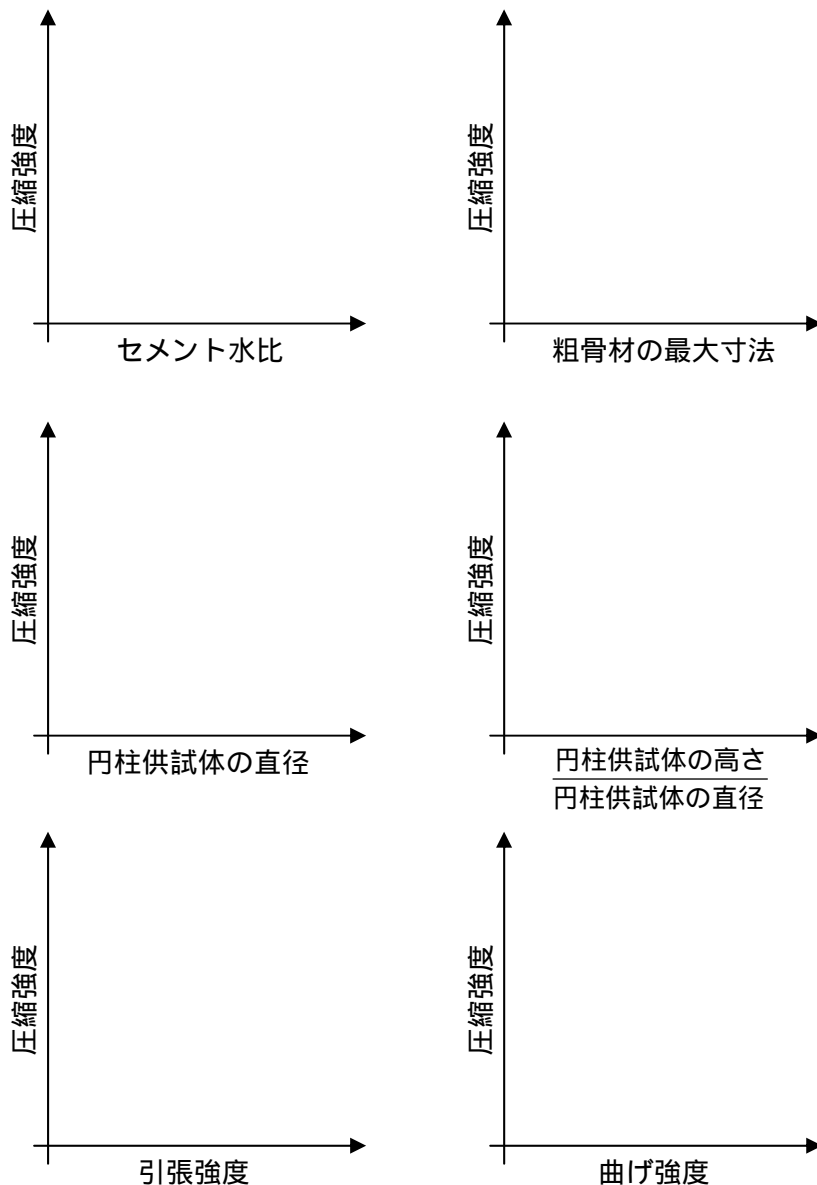 圧縮強度
セメント水比
圧縮強度
粗骨材の最大寸法
圧縮強度
円柱供試体の直径
圧縮強度
円柱供試体の高さ
円柱供試体の直径
圧縮強度
引張強度
圧縮強度
曲げ強度